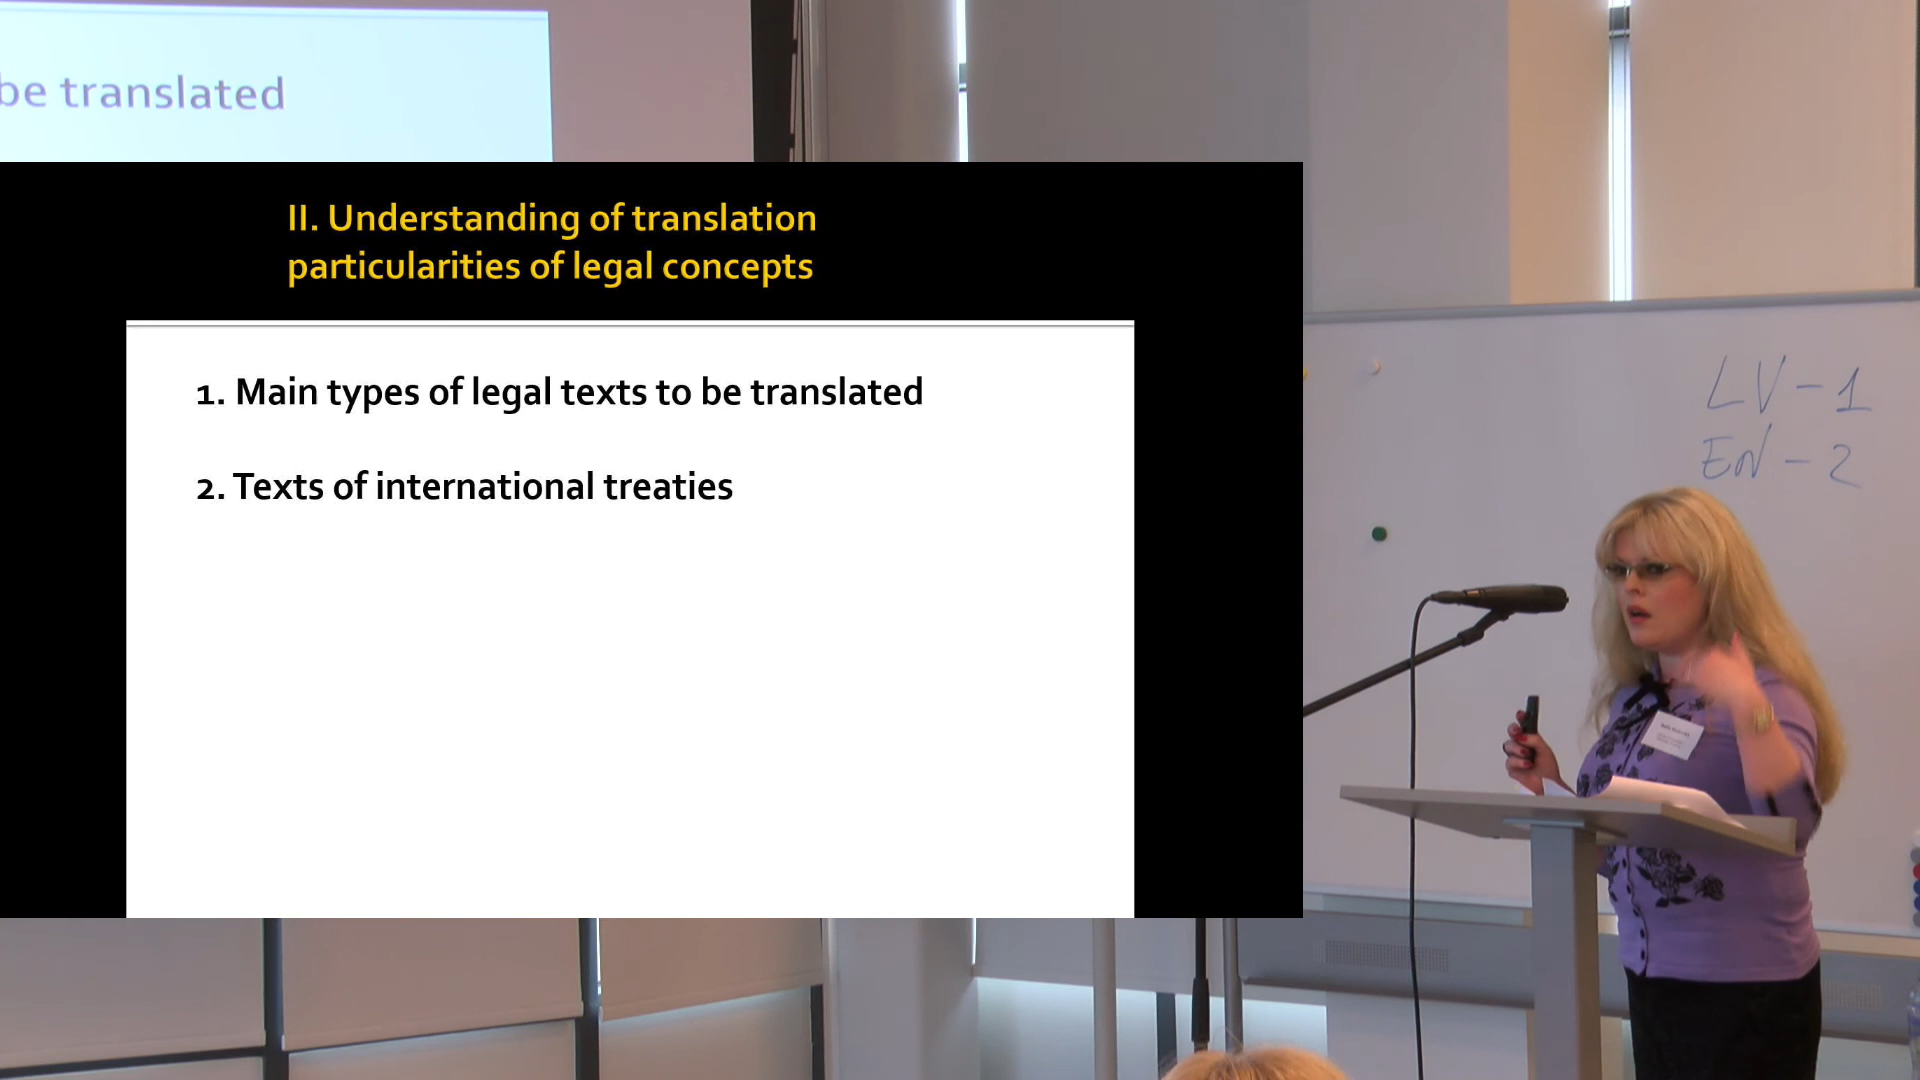 be translated
II. Understanding of translation
particularities of legal concepts
1. Main types of legal texts to be translated
2. Texts of international treaties
LV - 1
EN - 2